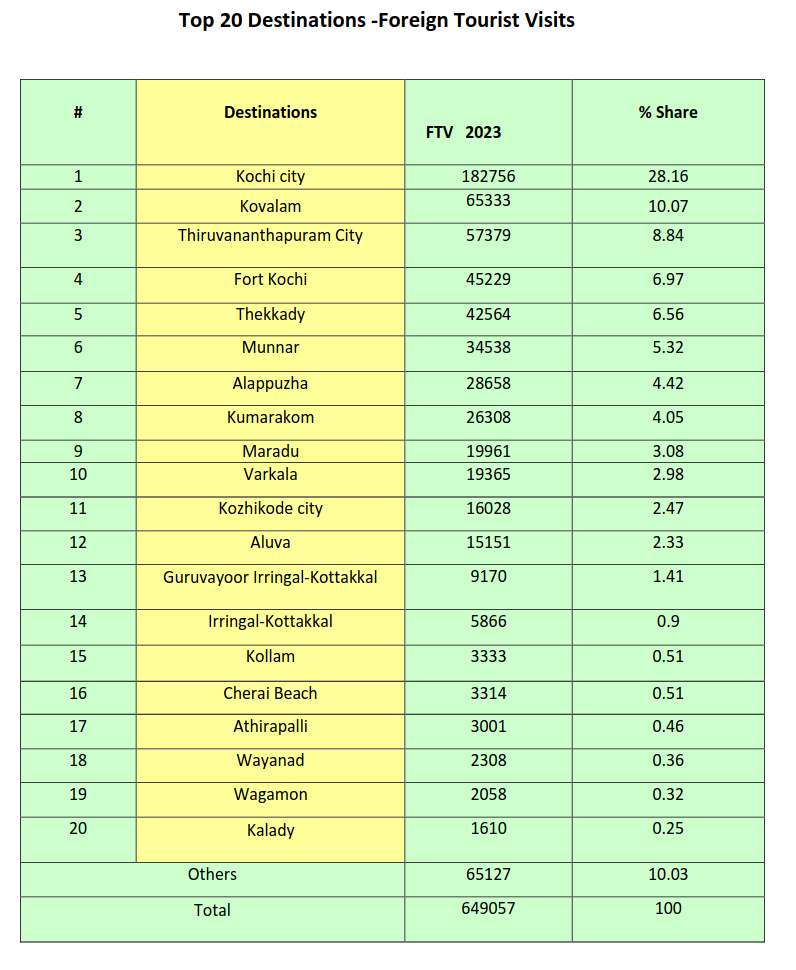 Top 20 Destinations -Foreign Tourist Visits
# Destinations FTV 2023 % Share
1 Kochi city 182756 28.16
2 Kovalam 65333 10.07
3 Thiruvananthapuram City 57379 8.84
4 Fort Kochi 45229 6.97
5 Thekkady 42564 6.56
6 Munnar 34538 5.32
7 Alappuzha 28658 4.42
8 Kumarakom 26308 4.05
9 Maradu 19961 3.08
10 Varkala 19365 2.98
11 Kozhikode city 16028 2.47
12 Aluva 15151 2.33
13 Guruvayoor Irringal-Kottakkal 9170 1.41
14 Irringal-Kottakkal 5866 0.9
15 Kollam 3333 0.51
16 Cherai Beach 3314 0.51
17 Athirapalli 3001 0.46
18 Wayanad 2308 0.36
19 Wagamon 2058 0.32
20 Kalady 1610 0.25
Others 65127 10.03
Total 649057 100